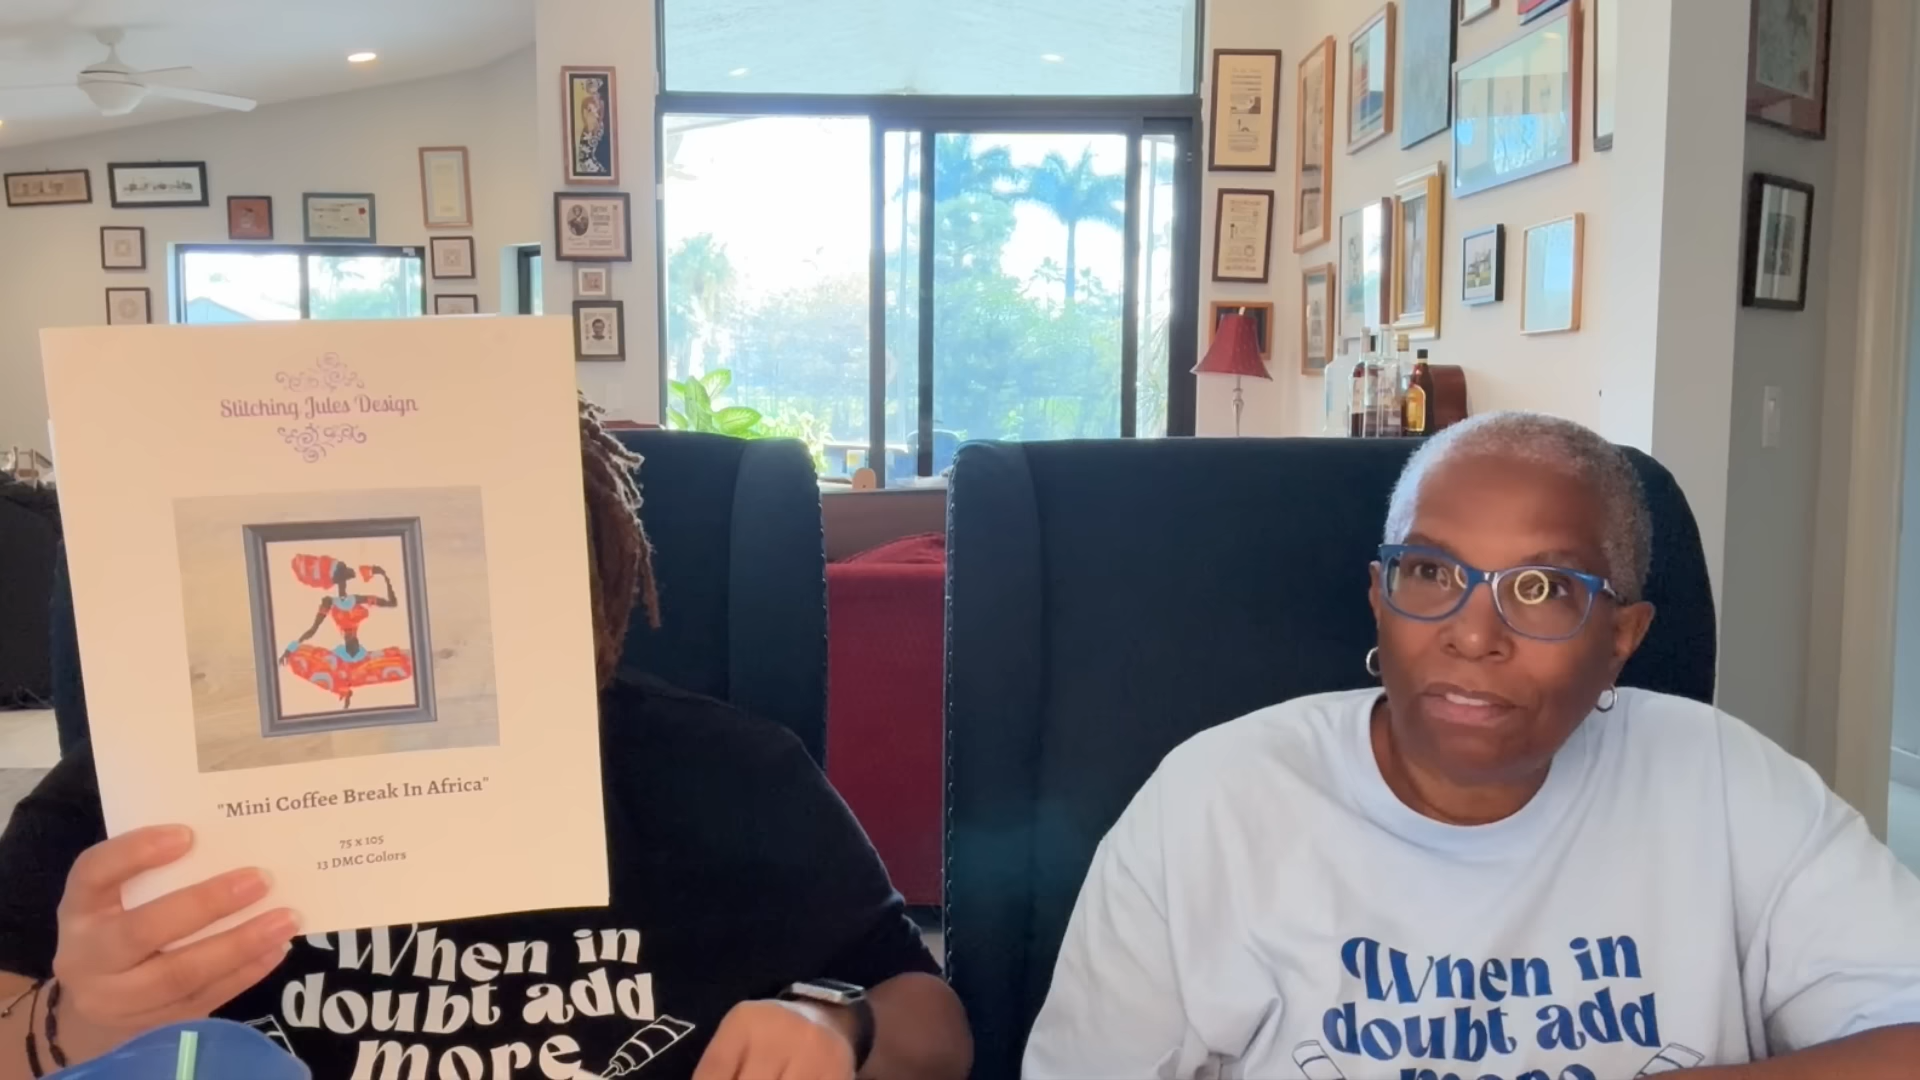 Stitching Jules Design
"Mini Coffee Break In Africa"
75 x 105
13 DMC Colors
When in
doubt add
more
When in
doubt add
more